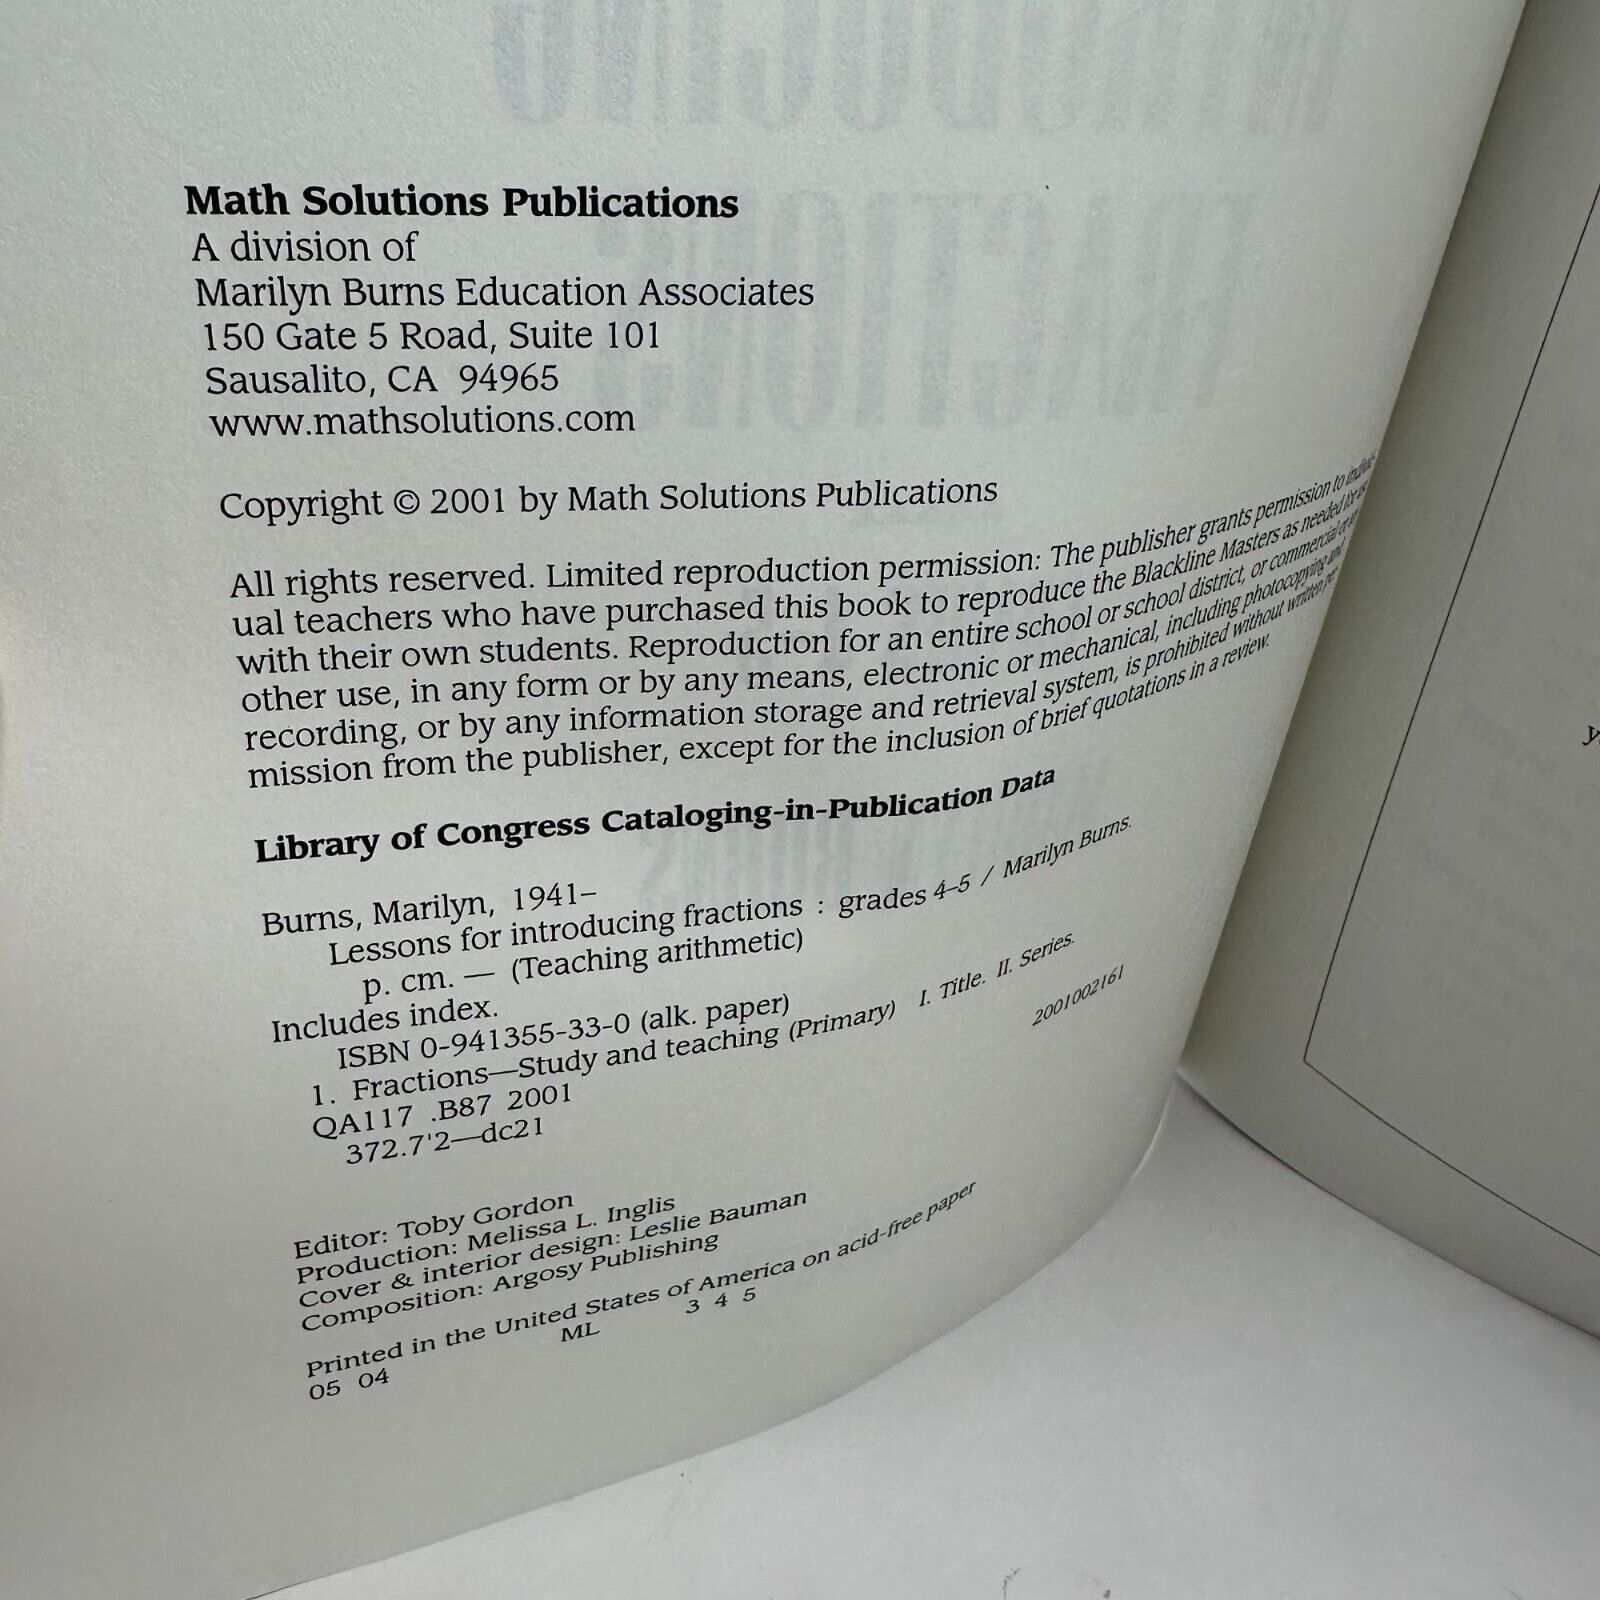 Math Solutions Publications
A division of
Marilyn Burns Education Associates
150 Gate 5 Road, Suite 101
Sausalito, CA 94965
www.mathsolutions.com
Copyright © 2001 by Math Solutions Publications
All rights reserved. Limited reproduction permission: The publisher grants permission to individ-
ual teachers who have purchased this book to reproduce the Blackline Masters as needed for use
with their own students. Reproduction for an entire school or school district, or commercial or
other use, in any form or by any means, electronic or mechanical, including photocopying and
recording, or by any information storage and retrieval system, is prohibited without written per-
mission from the publisher, except for the inclusion of brief quotations in a review.
Library of Congress Cataloging-in-Publication Data
Burns, Marilyn, 1941–
Lessons for introducing fractions : grades 4–5 / Marilyn Burns.
p. cm. — (Teaching arithmetic)
Includes index.
ISBN 0-941355-33-0 (alk. paper)
1. Fractions—Study and teaching (Primary) I. Title. II. Series.
QA117 .B87 2001
372.7'2—dc21 2001002161
Editor: Toby Gordon
Production: Melissa L. Inglis
Cover & interior design: Leslie Bauman
Composition: Argosy Publishing
Printed in the United States of America on acid-free paper
05 04 ML 3 4 5